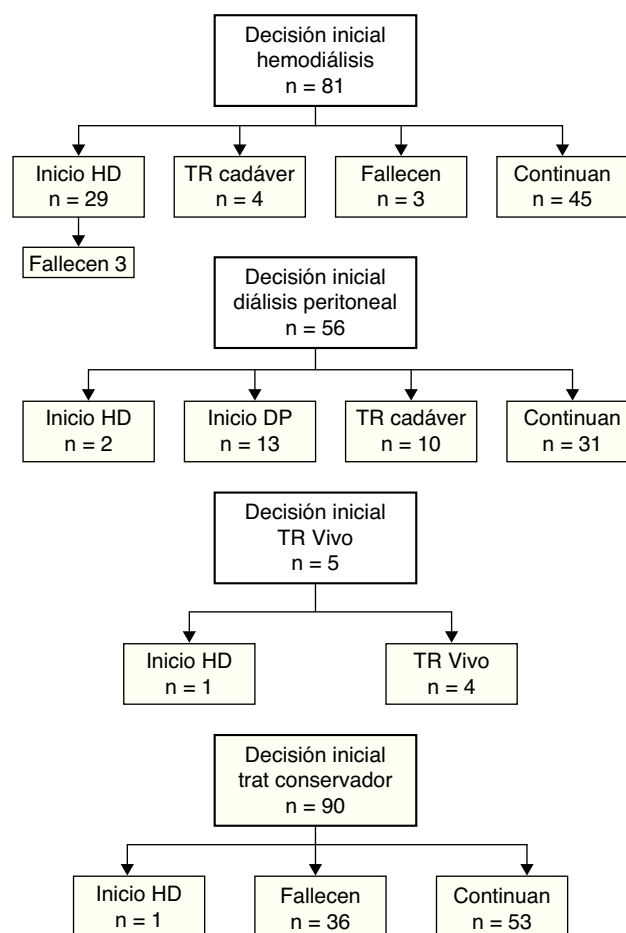 Decisión inicial
hemodiálisis
n = 81
Inicio HD
n = 29
TR cadáver
n = 4
Fallecen
n = 3
Continuan
n = 45
Fallecen 3
Decisión inicial
diálisis peritoneal
n = 56
Inicio HD
n = 2
Inicio DP
n = 13
TR cadáver
n = 10
Continuan
n = 31
Decisión inicial
TR Vivo
n = 5
Inicio HD
n = 1
TR Vivo
n = 4
Decisión inicial
trat conservador
n = 90
Inicio HD
n = 1
Fallecen
n = 36
Continuan
n = 53